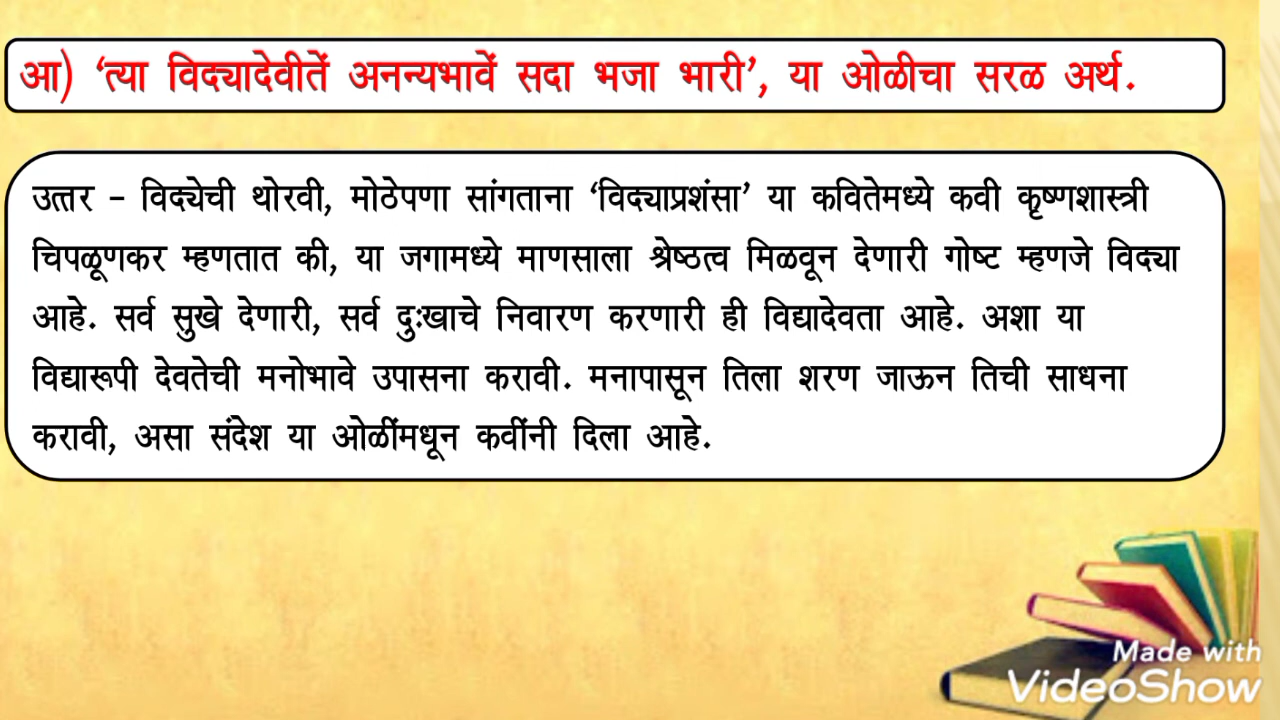 आ) ‘त्या विद्यादेवीतें अनन्यभावें सदा भजा भारी’, या ओळीचा सरळ अर्थ.
उत्तर – विद्येची थोरवी, मोठेपणा सांगताना ‘विद्याप्रशंसा’ या कवितेमध्ये कवी कृष्णशास्त्री
चिपळूणकर म्हणतात की, या जगामध्ये माणसाला श्रेष्ठत्व मिळवून देणारी गोष्ट म्हणजे विद्या
आहे. सर्व सुखे देणारी, सर्व दुःखाचे निवारण करणारी ही विद्यादेवता आहे. अशा या
विद्यारूपी देवतेची मनोभावे उपासना करावी. मनापासून तिला शरण जाऊन तिची साधना
करावी, असा संदेश या ओळींमधून कवींनी दिला आहे.
Made with
VideoShow